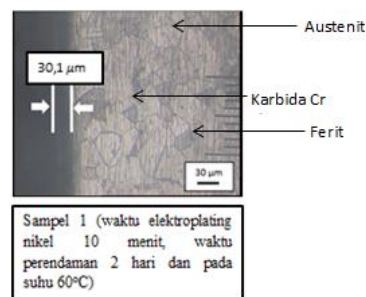 Austenit
30,1 µm
Karbida Cr
Ferit
30 µm
Sampel 1 (waktu elektroplating
nikel 10 menit, waktu
perendaman 2 hari dan pada
suhu 60°C)